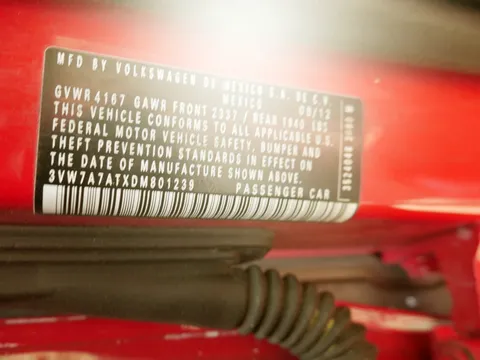 MFD BY VOLKSWAGEN DE MEXICO S.A. DE C.V.
MEXICO 09/12
GVWR 4167 GAWR FRONT 2337 / REAR 1940 LBS
THIS VEHICLE CONFORMS TO ALL APPLICABLE U.S.
FEDERAL MOTOR VEHICLE SAFETY, BUMPER AND
THEFT PREVENTION STANDARDS IN EFFECT ON
THE DATE OF MANUFACTURE SHOWN ABOVE.
3VW7A7ATXDM801239 PASSENGER CAR